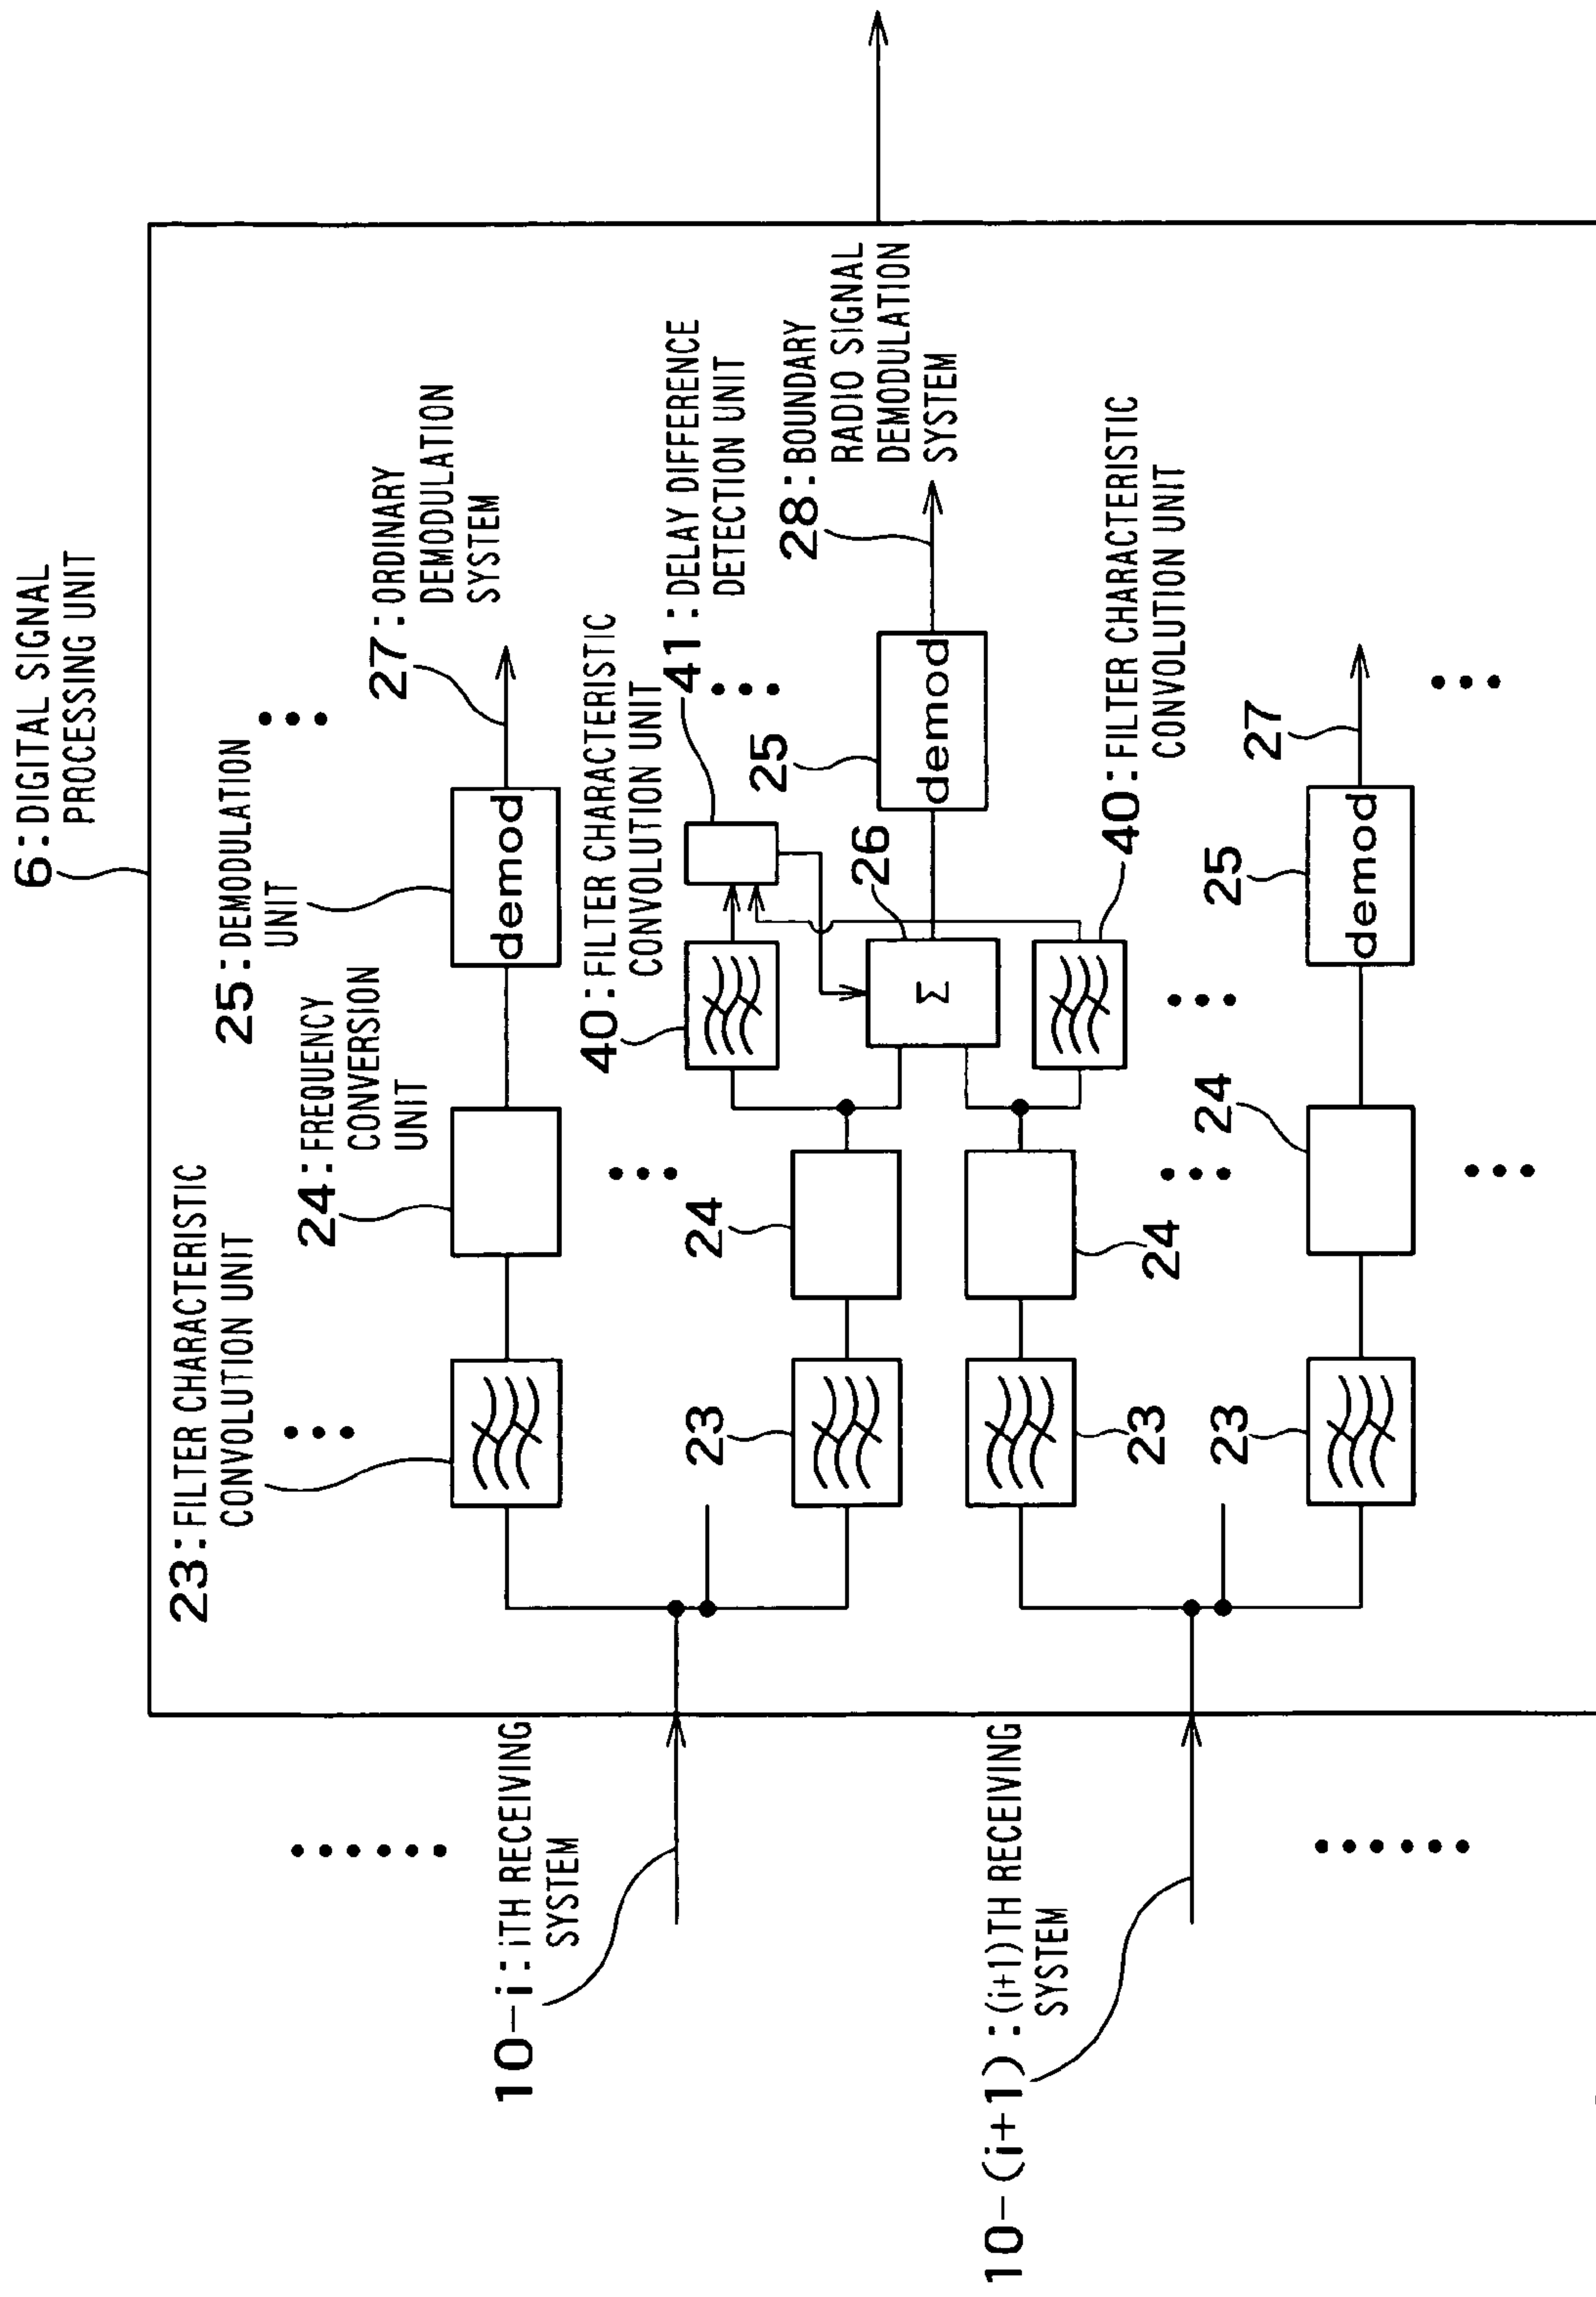 6: DIGITAL SIGNAL
PROCESSING UNIT
23: FILTER CHARACTERISTIC
CONVOLUTION UNIT
24: FREQUENCY
CONVERSION
UNIT
25: DEMODULATION
UNIT
27: ORDINARY
DEMODULATION
SYSTEM
demod
10-i: iTH RECEIVING
SYSTEM
40: FILTER CHARACTERISTIC
CONVOLUTION UNIT
41: DELAY DIFFERENCE
DETECTION UNIT
23
24
25
26
Σ
demod
28: BOUNDARY
RADIO SIGNAL
DEMODULATION
SYSTEM
10-(i+1): (i+1)TH RECEIVING
SYSTEM
23
24
40: FILTER CHARACTERISTIC
CONVOLUTION UNIT
23
24
25
27
demod